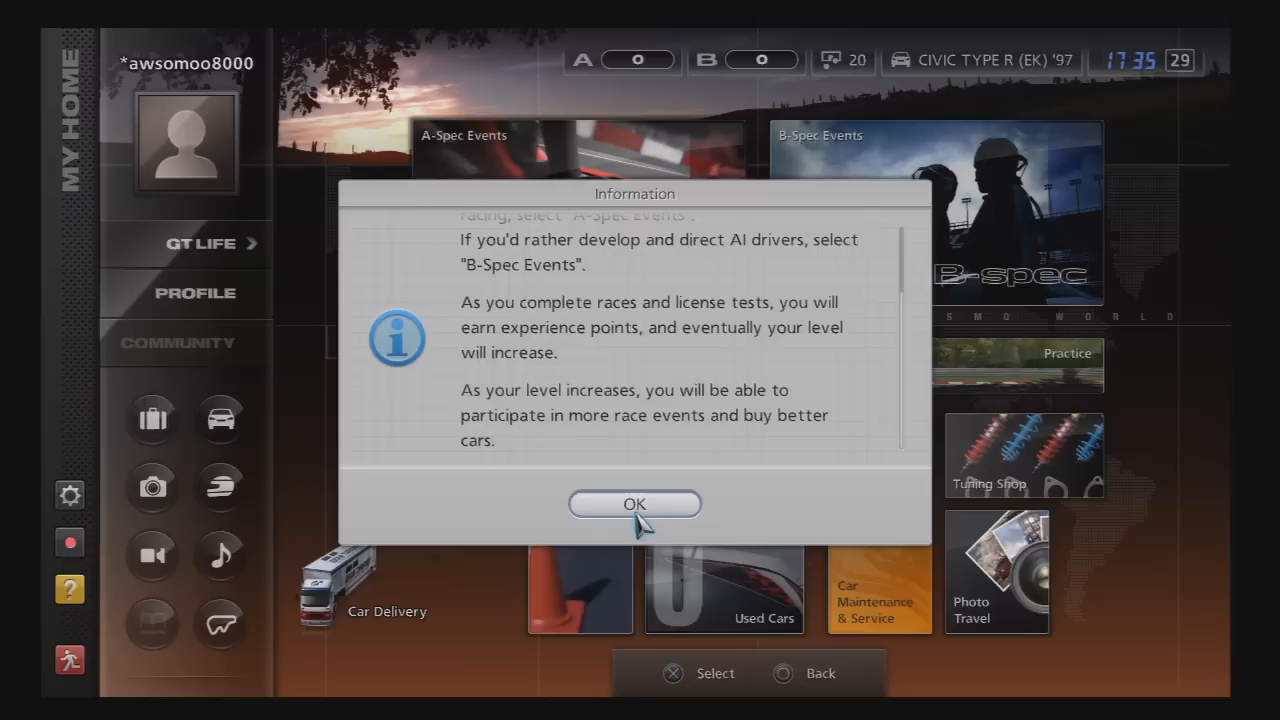 MY HOME
*awsomoo8000
A 0 B 0 20 CIVIC TYPE R (EK) '97 17:35 29
A-Spec Events
B-Spec Events
B-spec
GT LIFE
PROFILE
COMMUNITY
Information
racing, select "A-Spec Events".
If you'd rather develop and direct AI drivers, select
"B-Spec Events".
As you complete races and license tests, you will
earn experience points, and eventually your level
will increase.
As your level increases, you will be able to
participate in more race events and buy better
cars.
OK
S M O W O R L D
Practice
Tuning Shop
Car Delivery
U
Used Cars
Car
Maintenance
& Service
Photo
Travel
?
Select Back